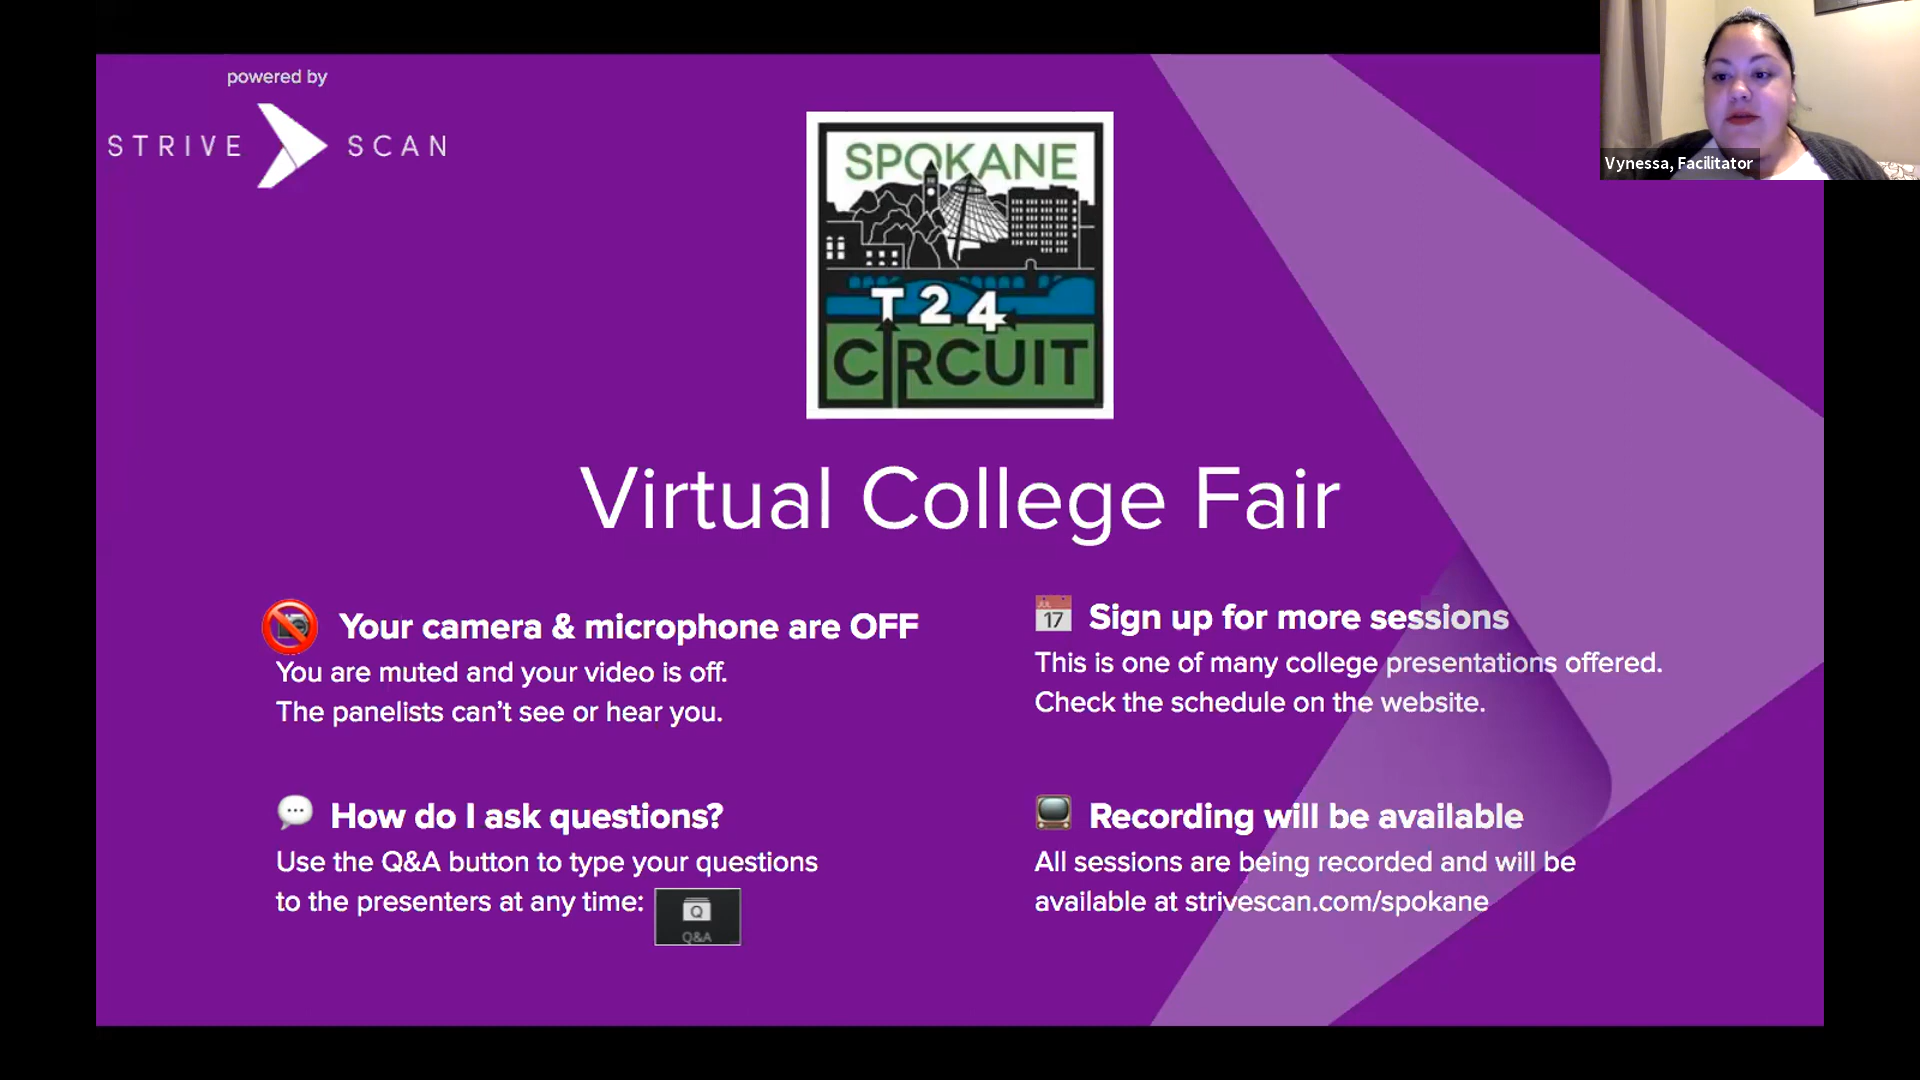 powered by
STRIVE SCAN
SPOKANE
T24
CIRCUIT
Vynessa, Facilitator
Virtual College Fair
Your camera & microphone are OFF
You are muted and your video is off.
The panelists can’t see or hear you.
JUL
17
Sign up for more sessions
This is one of many college presentations offered.
Check the schedule on the website.
How do I ask questions?
Use the Q&A button to type your questions
to the presenters at any time:
Q
Q&A
Recording will be available
All sessions are being recorded and will be
available at strivescan.com/spokane